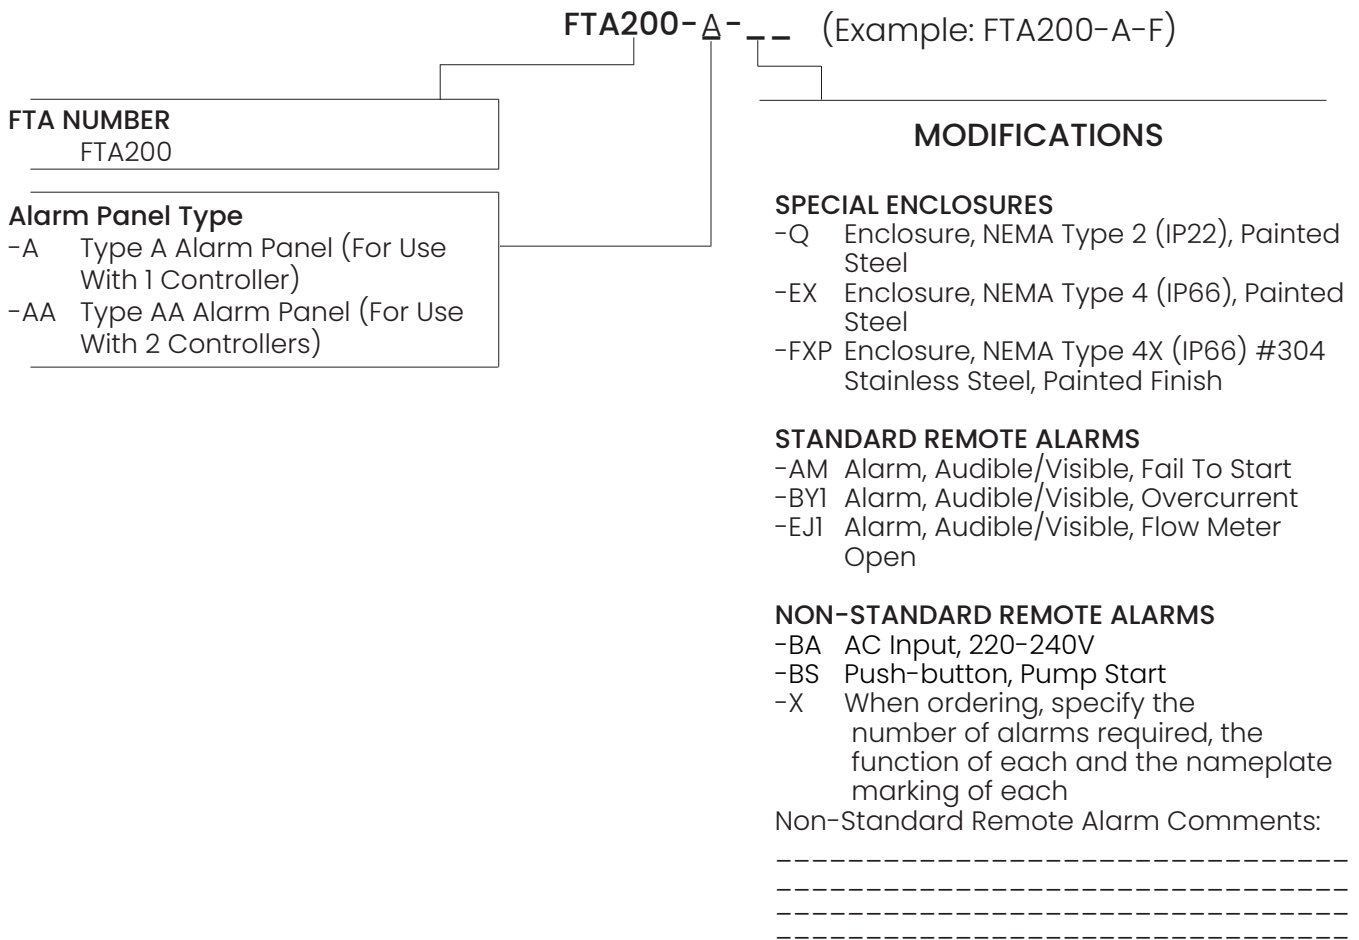 FTA200-A-__ (Example: FTA200-A-F)
FTA NUMBER
FTA200
Alarm Panel Type
-A Type A Alarm Panel (For Use
With 1 Controller)
-AA Type AA Alarm Panel (For Use
With 2 Controllers)
MODIFICATIONS
SPECIAL ENCLOSURES
-Q Enclosure, NEMA Type 2 (IP22), Painted
Steel
-EX Enclosure, NEMA Type 4 (IP66), Painted
Steel
-FXP Enclosure, NEMA Type 4X (IP66) #304
Stainless Steel, Painted Finish
STANDARD REMOTE ALARMS
-AM Alarm, Audible/Visible, Fail To Start
-BY1 Alarm, Audible/Visible, Overcurrent
-EJ1 Alarm, Audible/Visible, Flow Meter
Open
NON-STANDARD REMOTE ALARMS
-BA AC Input, 220-240V
-BS Push-button, Pump Start
-X When ordering, specify the
number of alarms required, the
function of each and the nameplate
marking of each
Non-Standard Remote Alarm Comments:
________________________________
________________________________
________________________________
________________________________